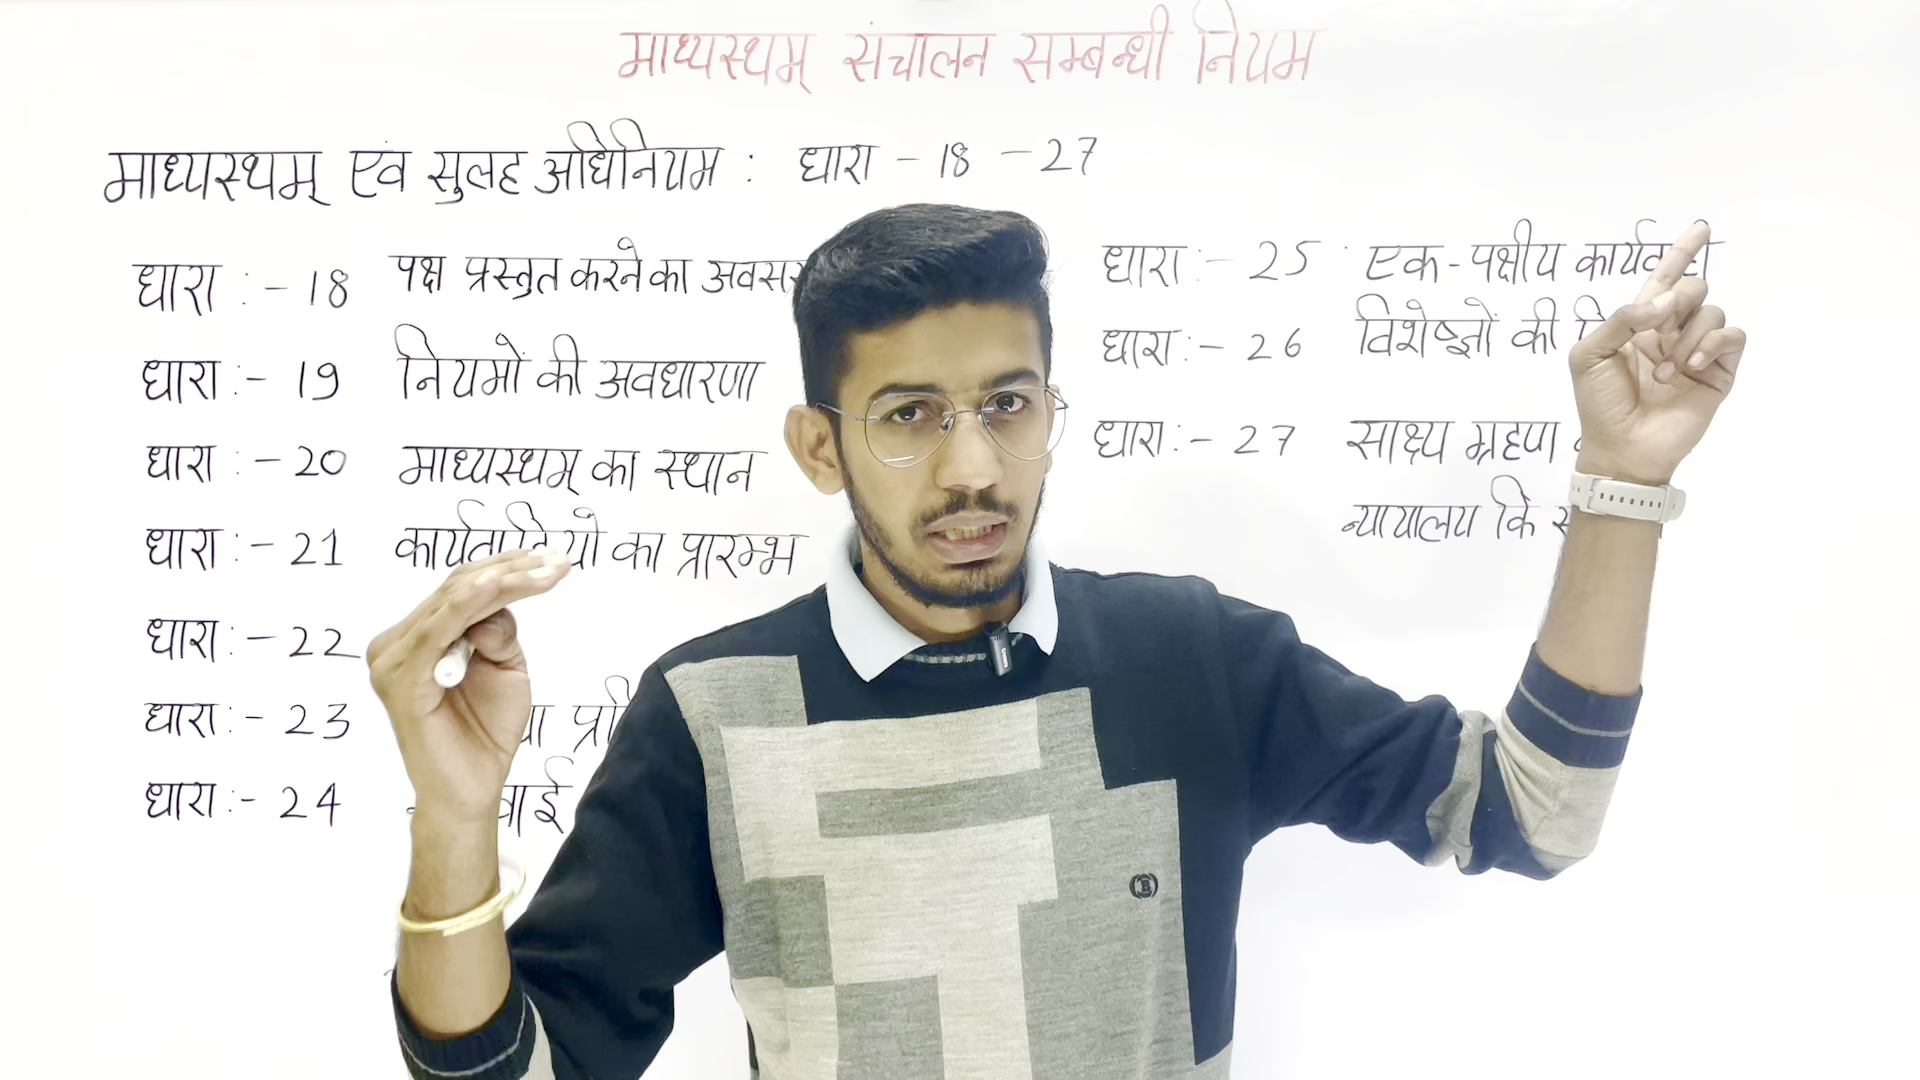 माध्यस्थम् संचालन सम्बन्धी नियम
माध्यस्थम् एवं सुलह अधिनियम : धारा - 18 - 27
धारा :- 18 पक्ष प्रस्तुत करने का अवसर
धारा :- 19 नियमों की अवधारणा
धारा :- 20 माध्यस्थम् का स्थान
धारा :- 21 का प्रारम्भ
धारा :- 22
धारा :- 23
धारा :- 24
धारा :- 25 एक-पक्षीय
धारा :- 26 विशेष्ज्ञों की
धारा :- 27 साक्ष्य ग्रहण
न्यायालय कि